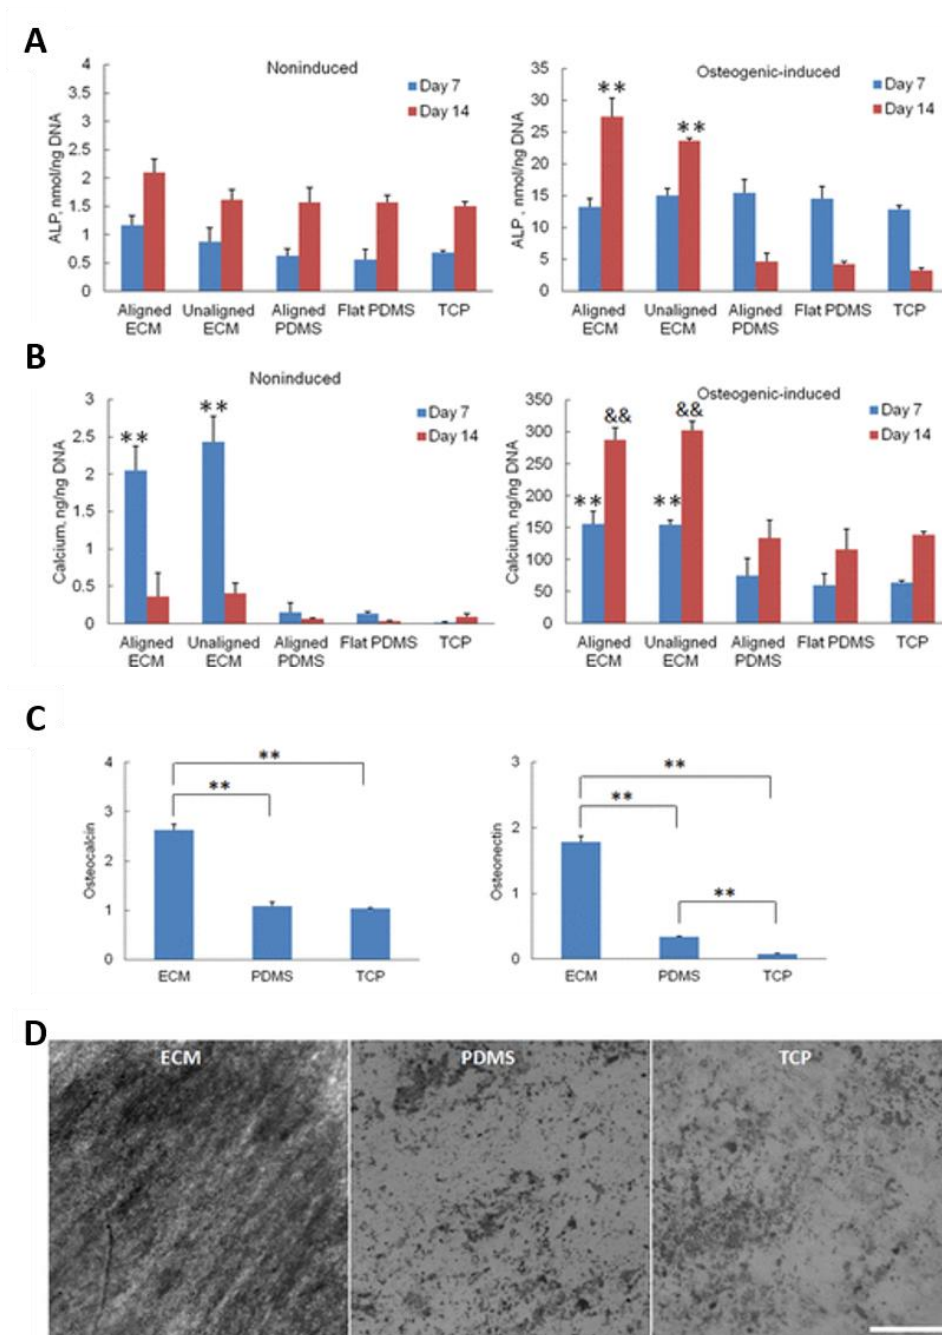 A
Noninduced
Day 7
Day 14
ALP, nmol/ng DNA
4
3.5
3
2.5
2
1.5
1
0.5
0
Aligned ECM
Unaligned ECM
Aligned PDMS
Flat PDMS
TCP
Osteogenic-induced
Day 7
Day 14
ALP , nmol/ng DNA
35
30
25
20
15
10
5
0
**
**
Aligned ECM
Unaligned ECM
Aligned PDMS
Flat PDMS
TCP
B
Noninduced
Day 7
Day 14
Calcium, ng/ng DNA
3
2.5
2
1.5
1
0.5
0
**
**
Aligned ECM
Unaligned ECM
Aligned PDMS
Flat PDMS
TCP
Osteogenic-induced
Day 7
Day 14
Calcium, ng/ng DNA
350
300
250
200
150
100
50
0
**
&&
**
&&
Aligned ECM
Unaligned ECM
Aligned PDMS
Flat PDMS
TCP
C
Osteocalcin
4
3
2
1
0
**
**
ECM
PDMS
TCP
Osteonectin
3
2
1
0
**
**
**
ECM
PDMS
TCP
D
ECM
PDMS
TCP